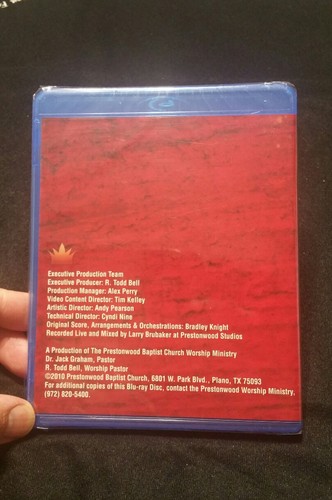 Executive Production Team
Executive Producer: R. Todd Bell
Production Manager: Alex Perry
Video Content Director: Tim Kelley
Artistic Director: Andy Pearson
Technical Director: Cyndi Nine
Original Score, Arrangements & Orchestrations: Bradley Knight
Recorded Live and Mixed by Larry Brubaker at Prestonwood Studios
A Production of The Prestonwood Baptist Church Worship Ministry
Dr. Jack Graham, Pastor
R. Todd Bell, Worship Pastor
©2010 Prestonwood Baptist Church, 6801 W. Park Blvd., Plano, TX 75093
For additional copies of this Blu-ray Disc, contact the Prestonwood Worship Ministry,
(972) 820-5400.